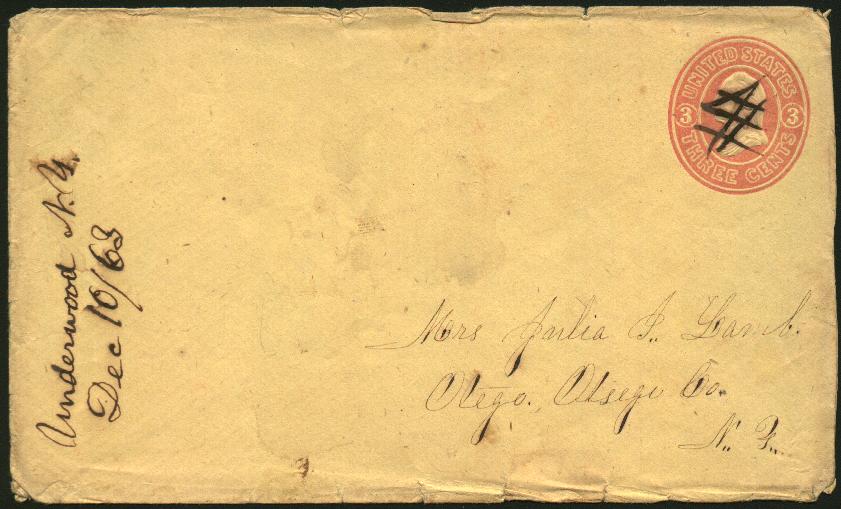 UNITED STATES
3 3
THREE CENTS
Underwood N.Y.
Dec 10/63
Mrs Julia F. Lamb.
Otego, Otsego Co.
N. Y.